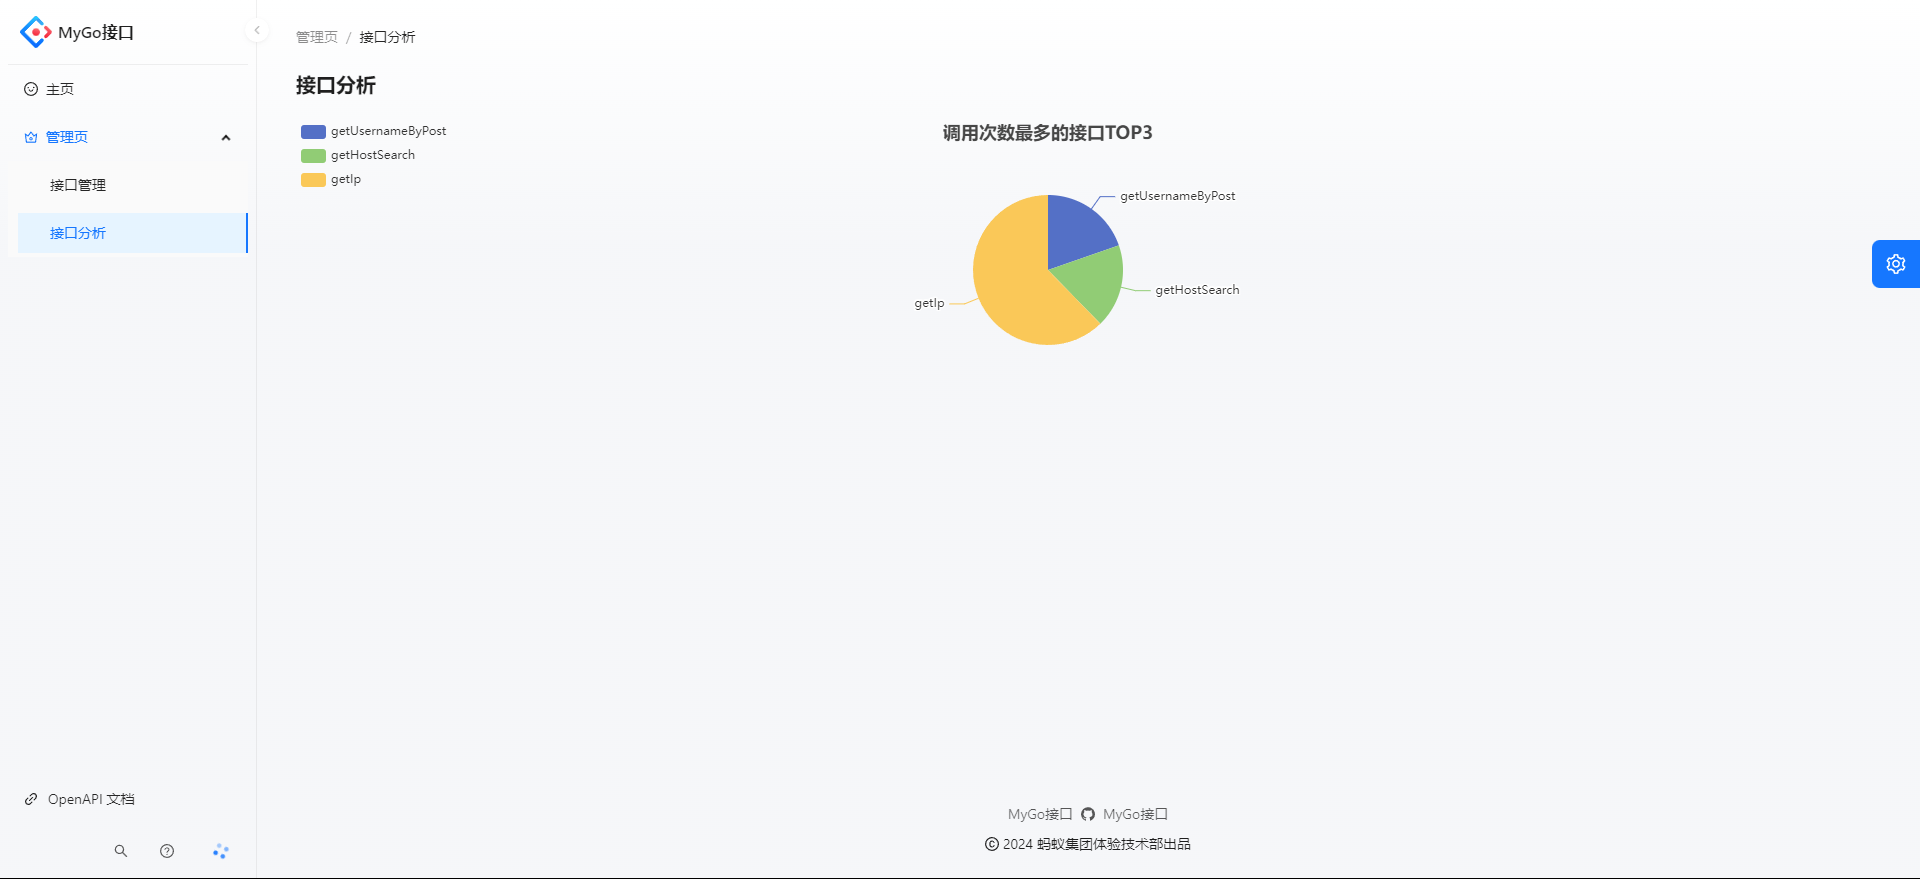 MyGo接口
主页
管理页
接口管理
接口分析
OpenAPI 文档
管理页 / 接口分析
接口分析
getUsernameByPost
getHostSearch
getIp
调用次数最多的接口TOP3
getUsernameByPost
getHostSearch
getIp
MyGo接口 MyGo接口
© 2024 蚂蚁集团体验技术部出品